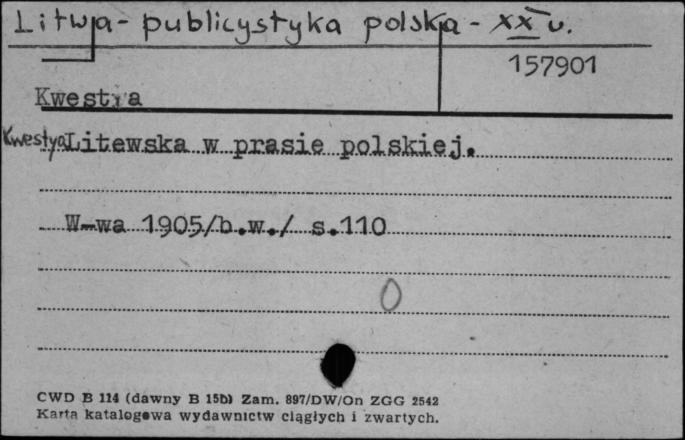 Litwa - publicystyka polska - XX w.
157901
Kwestia
Kwestya Litewska w prasie polskiej.
W-wa 1905/b.w./ s.110
0
CWD B 114 (dawny B 15b) Zam. 897/DW/On ZGG 2542
Karta katalogowa wydawnictw ciągłych i zwartych.